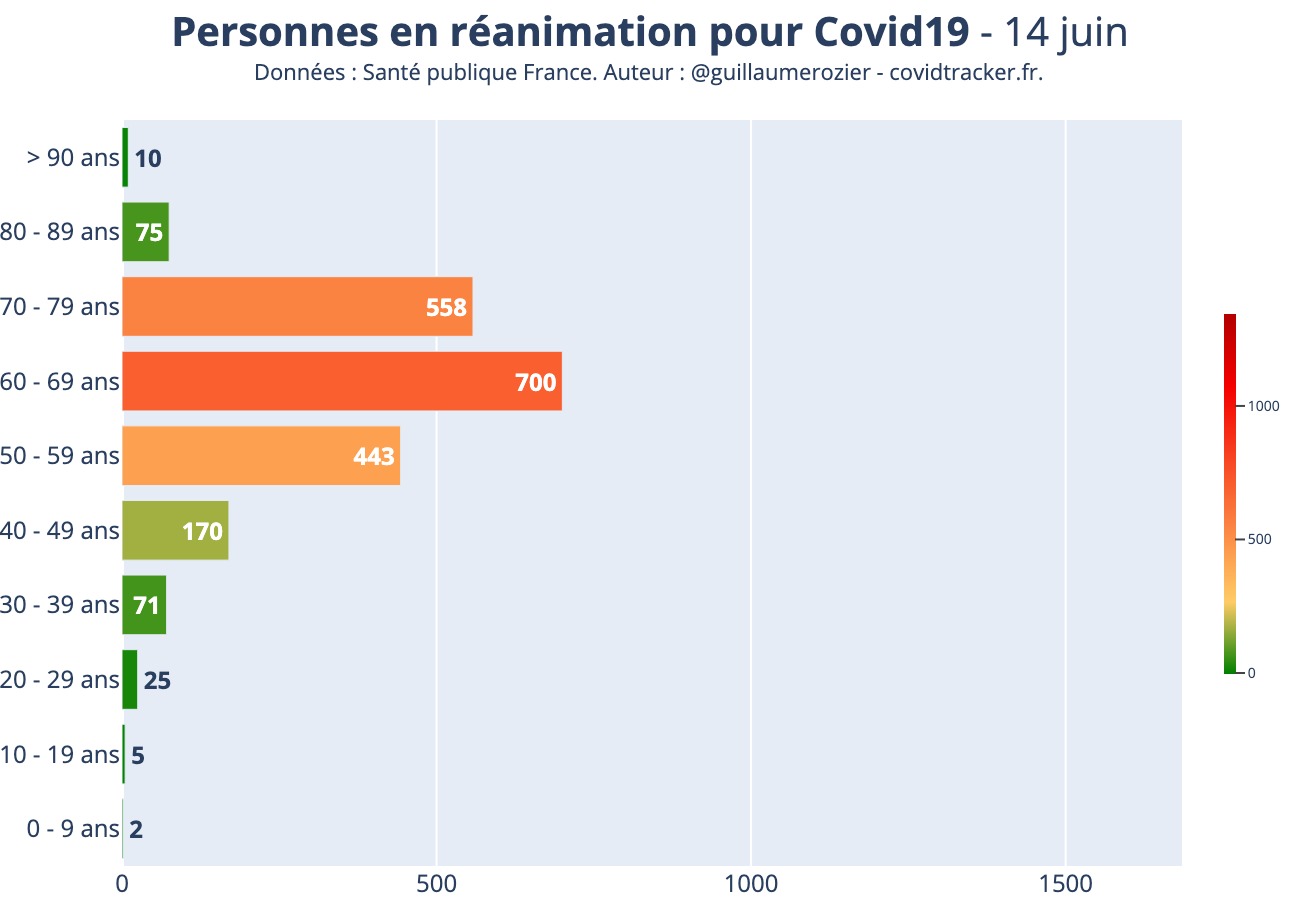 Personnes en réanimation pour Covid19 - 14 juin
Données : Santé publique France. Auteur : @guillaumerozier - covidtracker.fr.
> 90 ans 10
80 - 89 ans 75
70 - 79 ans 558
60 - 69 ans 700
50 - 59 ans 443
40 - 49 ans 170
30 - 39 ans 71
20 - 29 ans 25
10 - 19 ans 5
0 - 9 ans 2
0 500 1000 1500
1000
500
0